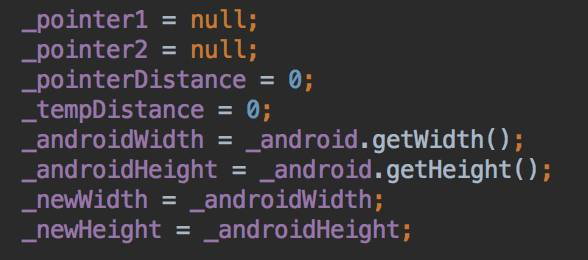 _pointer1 = null;
_pointer2 = null;
_pointerDistance = 0;
_tempDistance = 0;
_androidWidth = _android.getWidth();
_androidHeight = _android.getHeight();
_newWidth = _androidWidth;
_newHeight = _androidHeight;